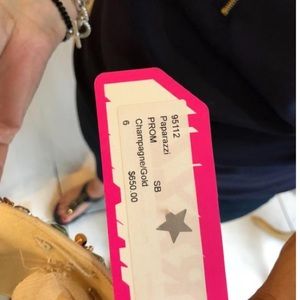 95112
Paparazzi
PROM SB
Champagne/Gold
6 $650.00